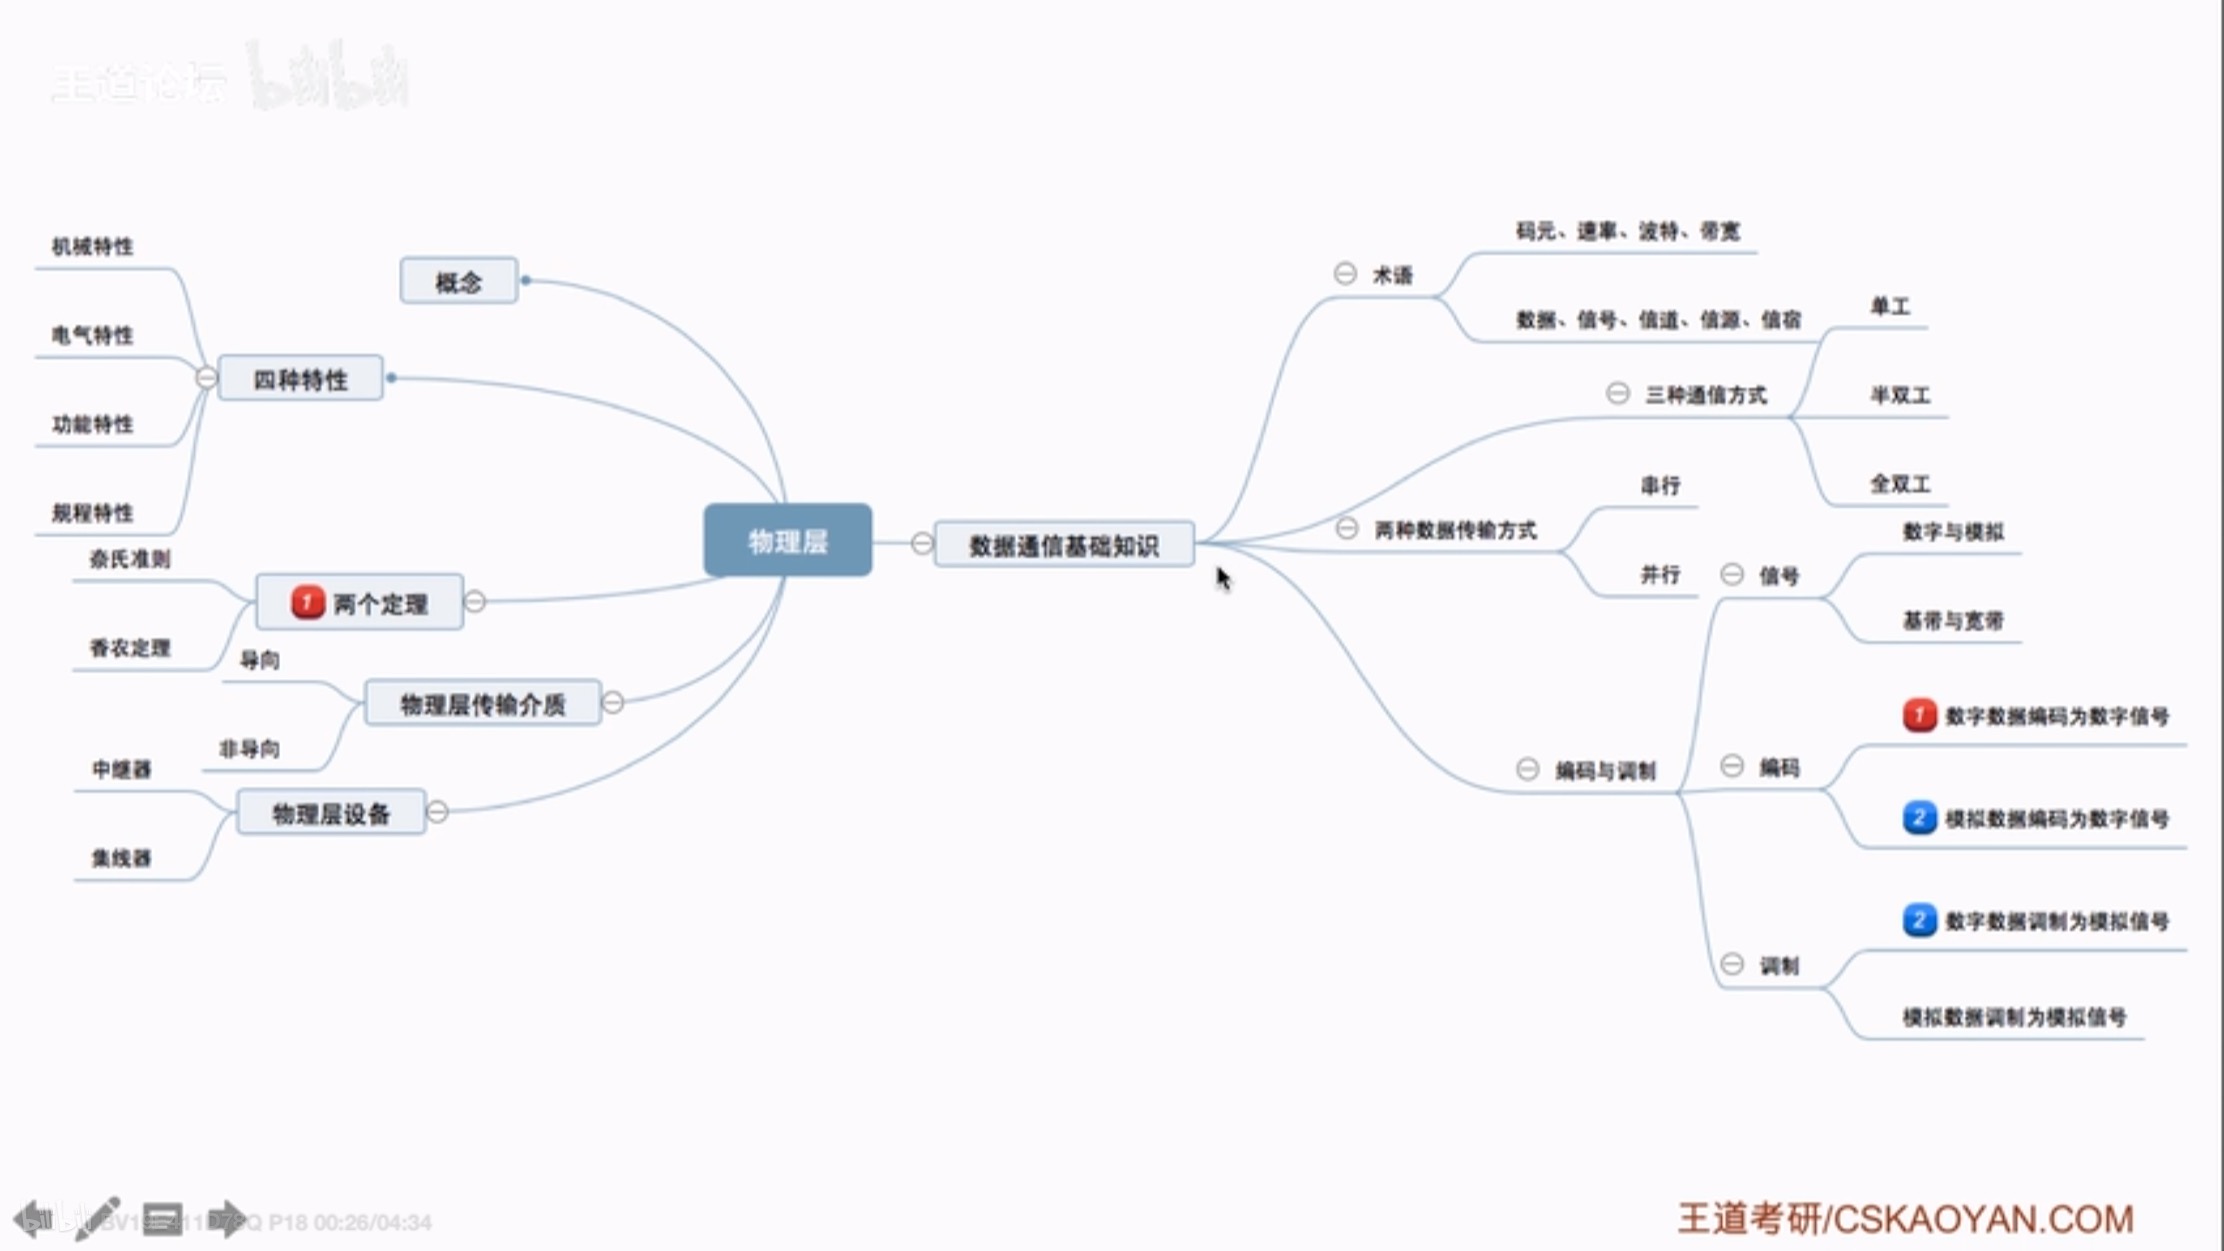 王道论坛 bilibili
概念
四种特性
机械特性
电气特性
功能特性
规程特性
1 两个定理
奈氏准则
香农定理
物理层传输介质
导向
非导向
物理层设备
中继器
集线器
物理层
数据通信基础知识
术语
码元、速率、波特、带宽
数据、信号、信道、信源、信宿
三种通信方式
单工
半双工
全双工
两种数据传输方式
串行
并行
编码与调制
信号
数字与模拟
基带与宽带
编码
1 数字数据编码为数字信号
2 模拟数据编码为数字信号
调制
2 数字数据调制为模拟信号
模拟数据调制为模拟信号
P18 00:26/04:34
王道考研/CSKAOYAN.COM